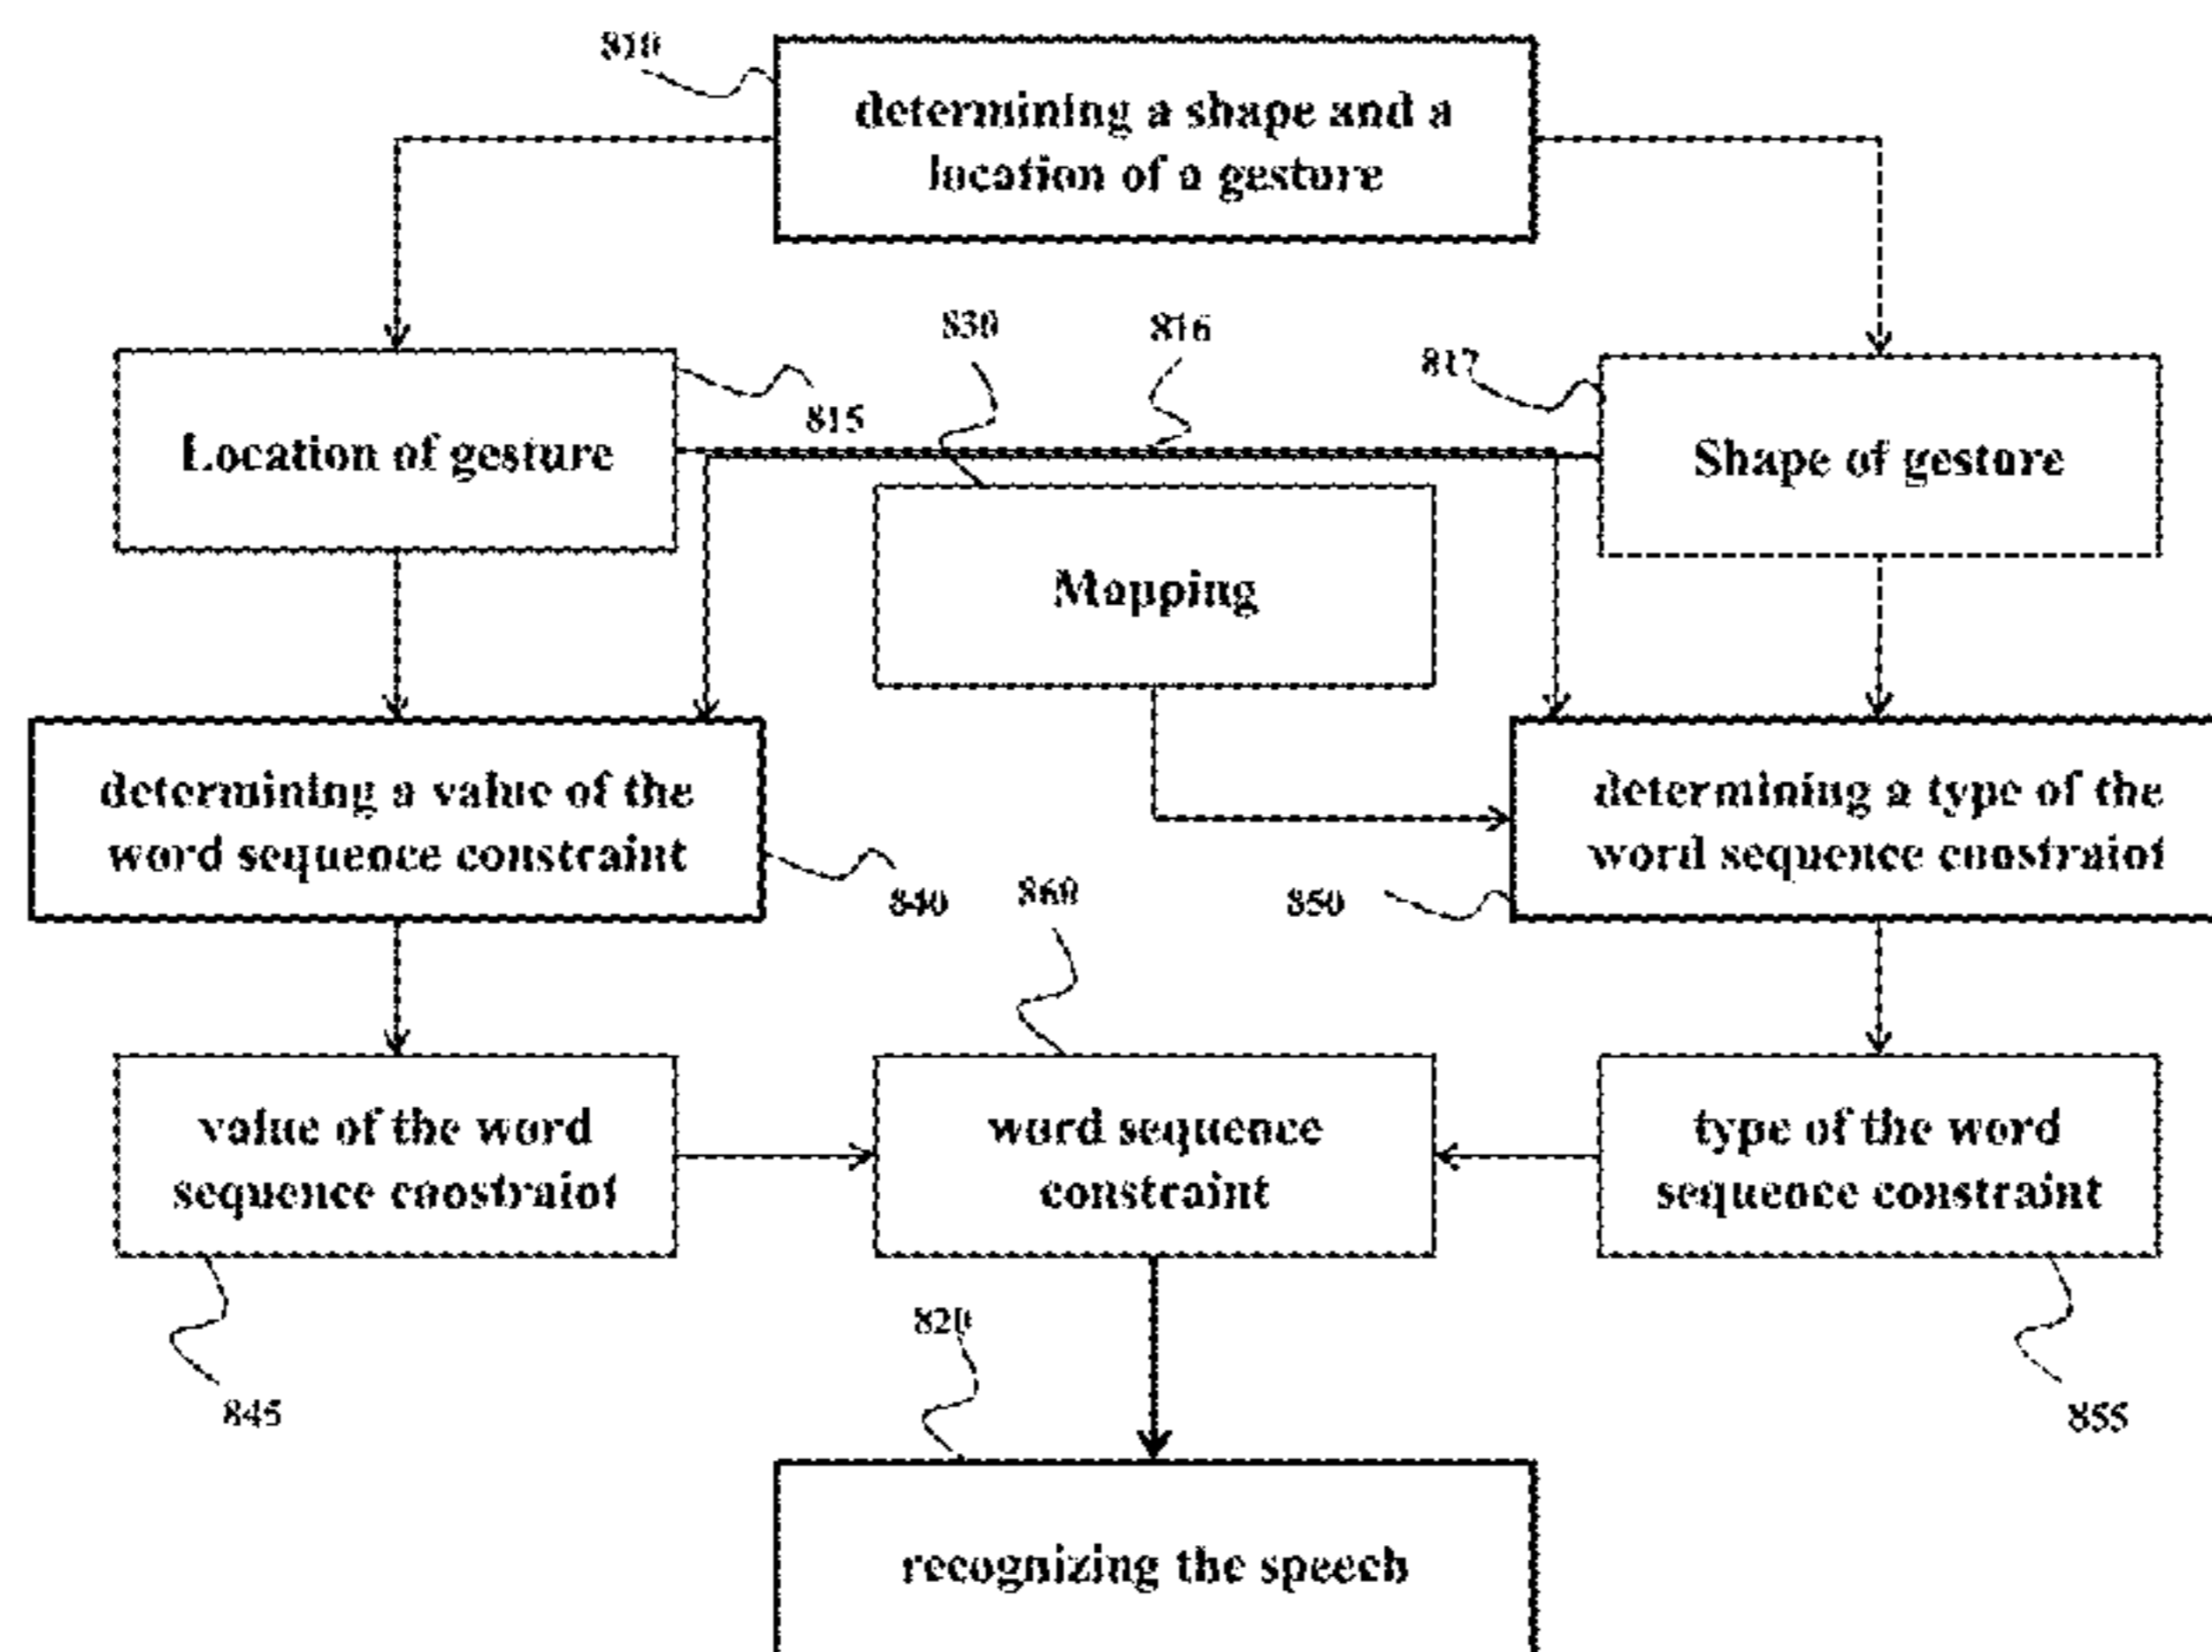 810
determining a shape and a
location of a gesture
830
816
817
815
Location of gesture
Shape of gesture
Mapping
determining a value of the
word sequence constraint
determining a type of the
word sequence constraint
840
860
850
value of the word
sequence constraint
word sequence
constraint
type of the word
sequence constraint
820
845
855
recognizing the speech